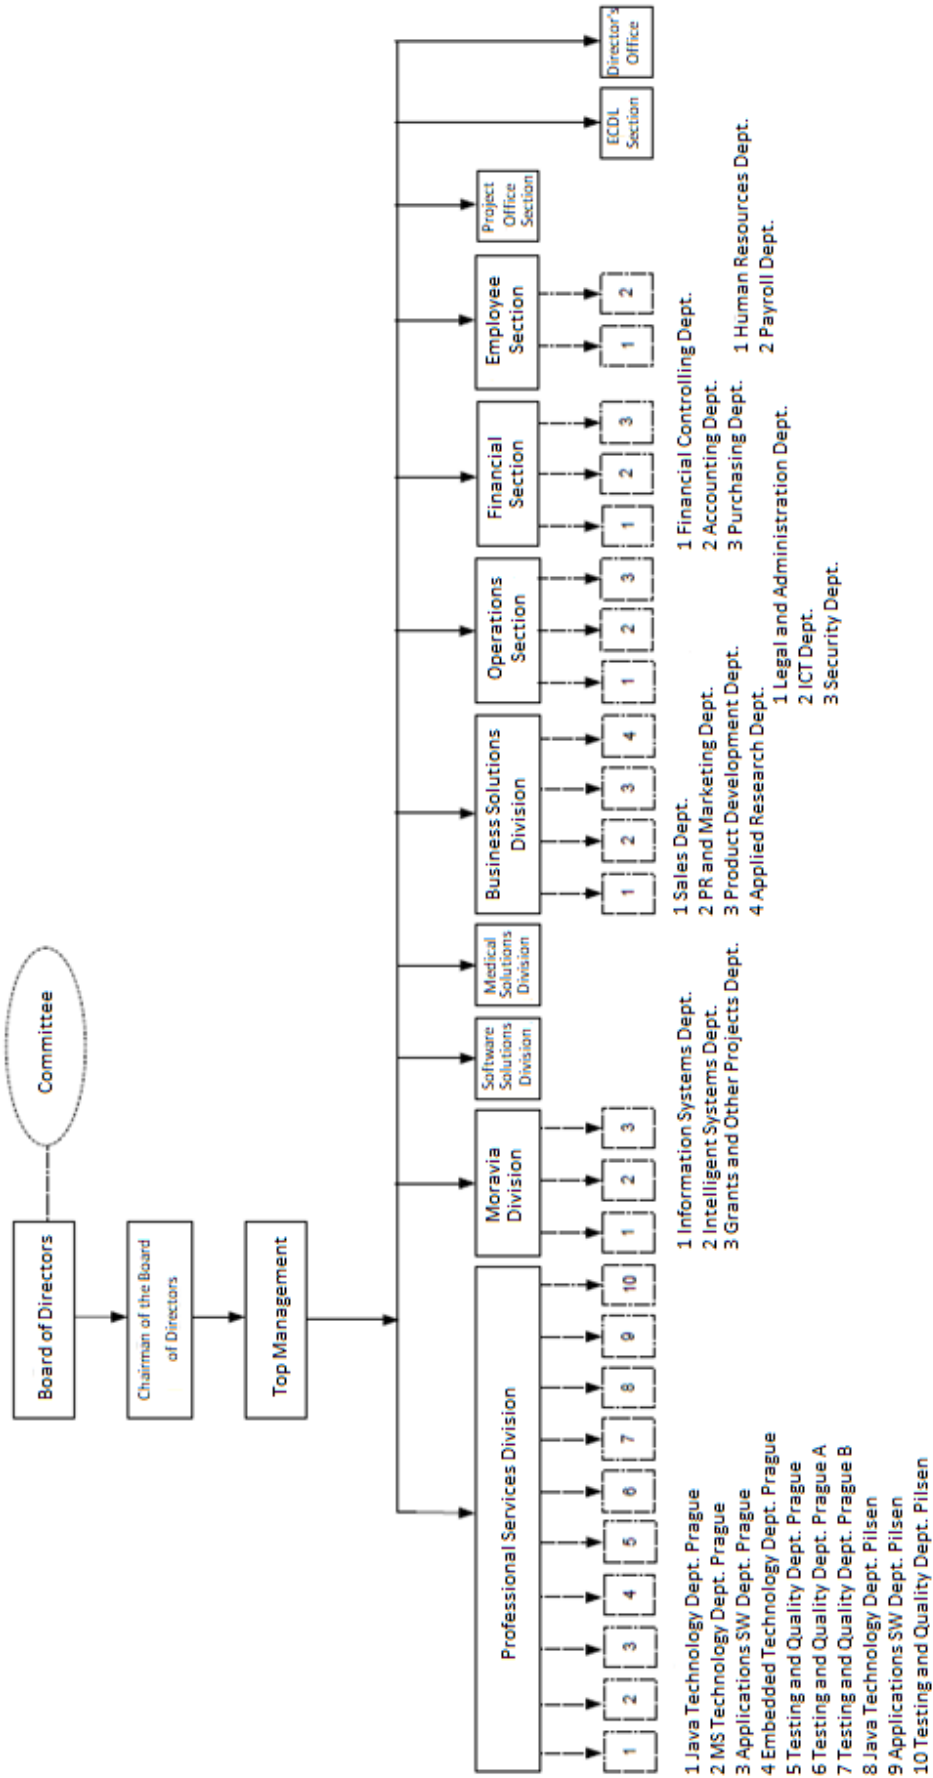 Committee
Board of Directors
Chairman of the Board
of Directors
Top Management
Professional Services Division
Moravia
Division
Software
Solutions
Division
Medical
Solutions
Division
Business Solutions
Division
Operations
Section
Financial
Section
Employee
Section
Project
Office
Section
ECDL
Section
Director's
Office
1 2 3 4 5 6 7 8 9 10
1 2 3
1 2 3 4
1 2 3
1 2 3
1 2
1 Java Technology Dept. Prague
2 MS Technology Dept. Prague
3 Applications SW Dept. Prague
4 Embedded Technology Dept. Prague
5 Testing and Quality Dept. Prague
6 Testing and Quality Dept. Prague A
7 Testing and Quality Dept. Prague B
8 Java Technology Dept. Pilsen
9 Applications SW Dept. Pilsen
10 Testing and Quality Dept. Pilsen
1 Information Systems Dept.
2 Intelligent Systems Dept.
3 Grants and Other Projects Dept.
1 Sales Dept.
2 PR and Marketing Dept.
3 Product Development Dept.
4 Applied Research Dept.
1 Legal and Administration Dept.
2 ICT Dept.
3 Security Dept.
1 Financial Controlling Dept.
2 Accounting Dept.
3 Purchasing Dept.
1 Human Resources Dept.
2 Payroll Dept.